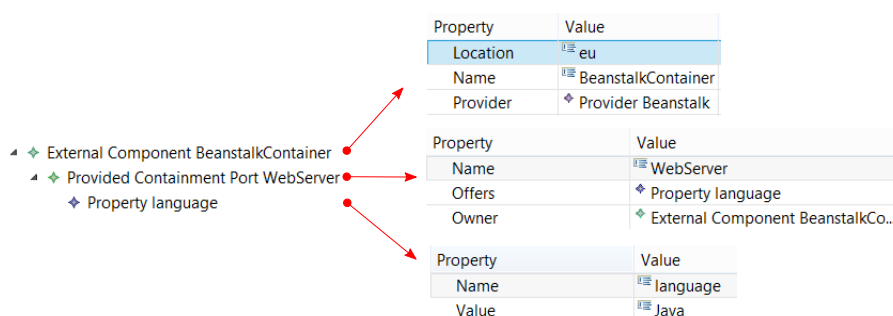 External Component BeanstalkContainer
Provided Containment Port WebServer
Property language
Property Value
Location eu
Name BeanstalkContainer
Provider Provider Beanstalk
Property Value
Name WebServer
Offers Property language
Owner External Component BeanstalkCo...
Property Value
Name language
Value Java